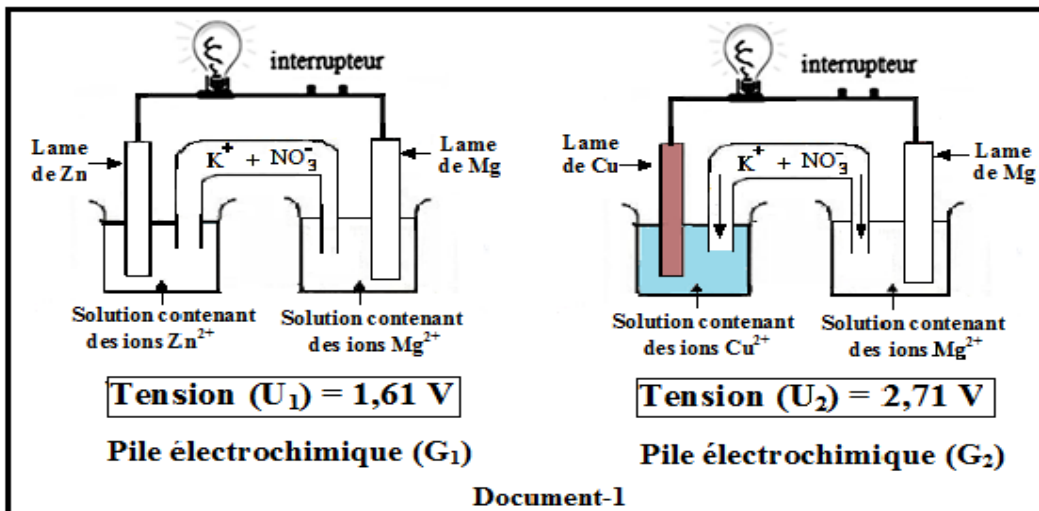 interrupteur
Lame
de Zn
K⁺ + NO₃⁻
Lame
de Mg
Solution contenant
des ions Zn²⁺
Solution contenant
des ions Mg²⁺
Tension (U₁) = 1,61 V
Pile électrochimique (G₁)
interrupteur
Lame
de Cu
K⁺ + NO₃⁻
Lame
de Mg
Solution contenant
des ions Cu²⁺
Solution contenant
des ions Mg²⁺
Tension (U₂) = 2,71 V
Pile électrochimique (G₂)
Document-1